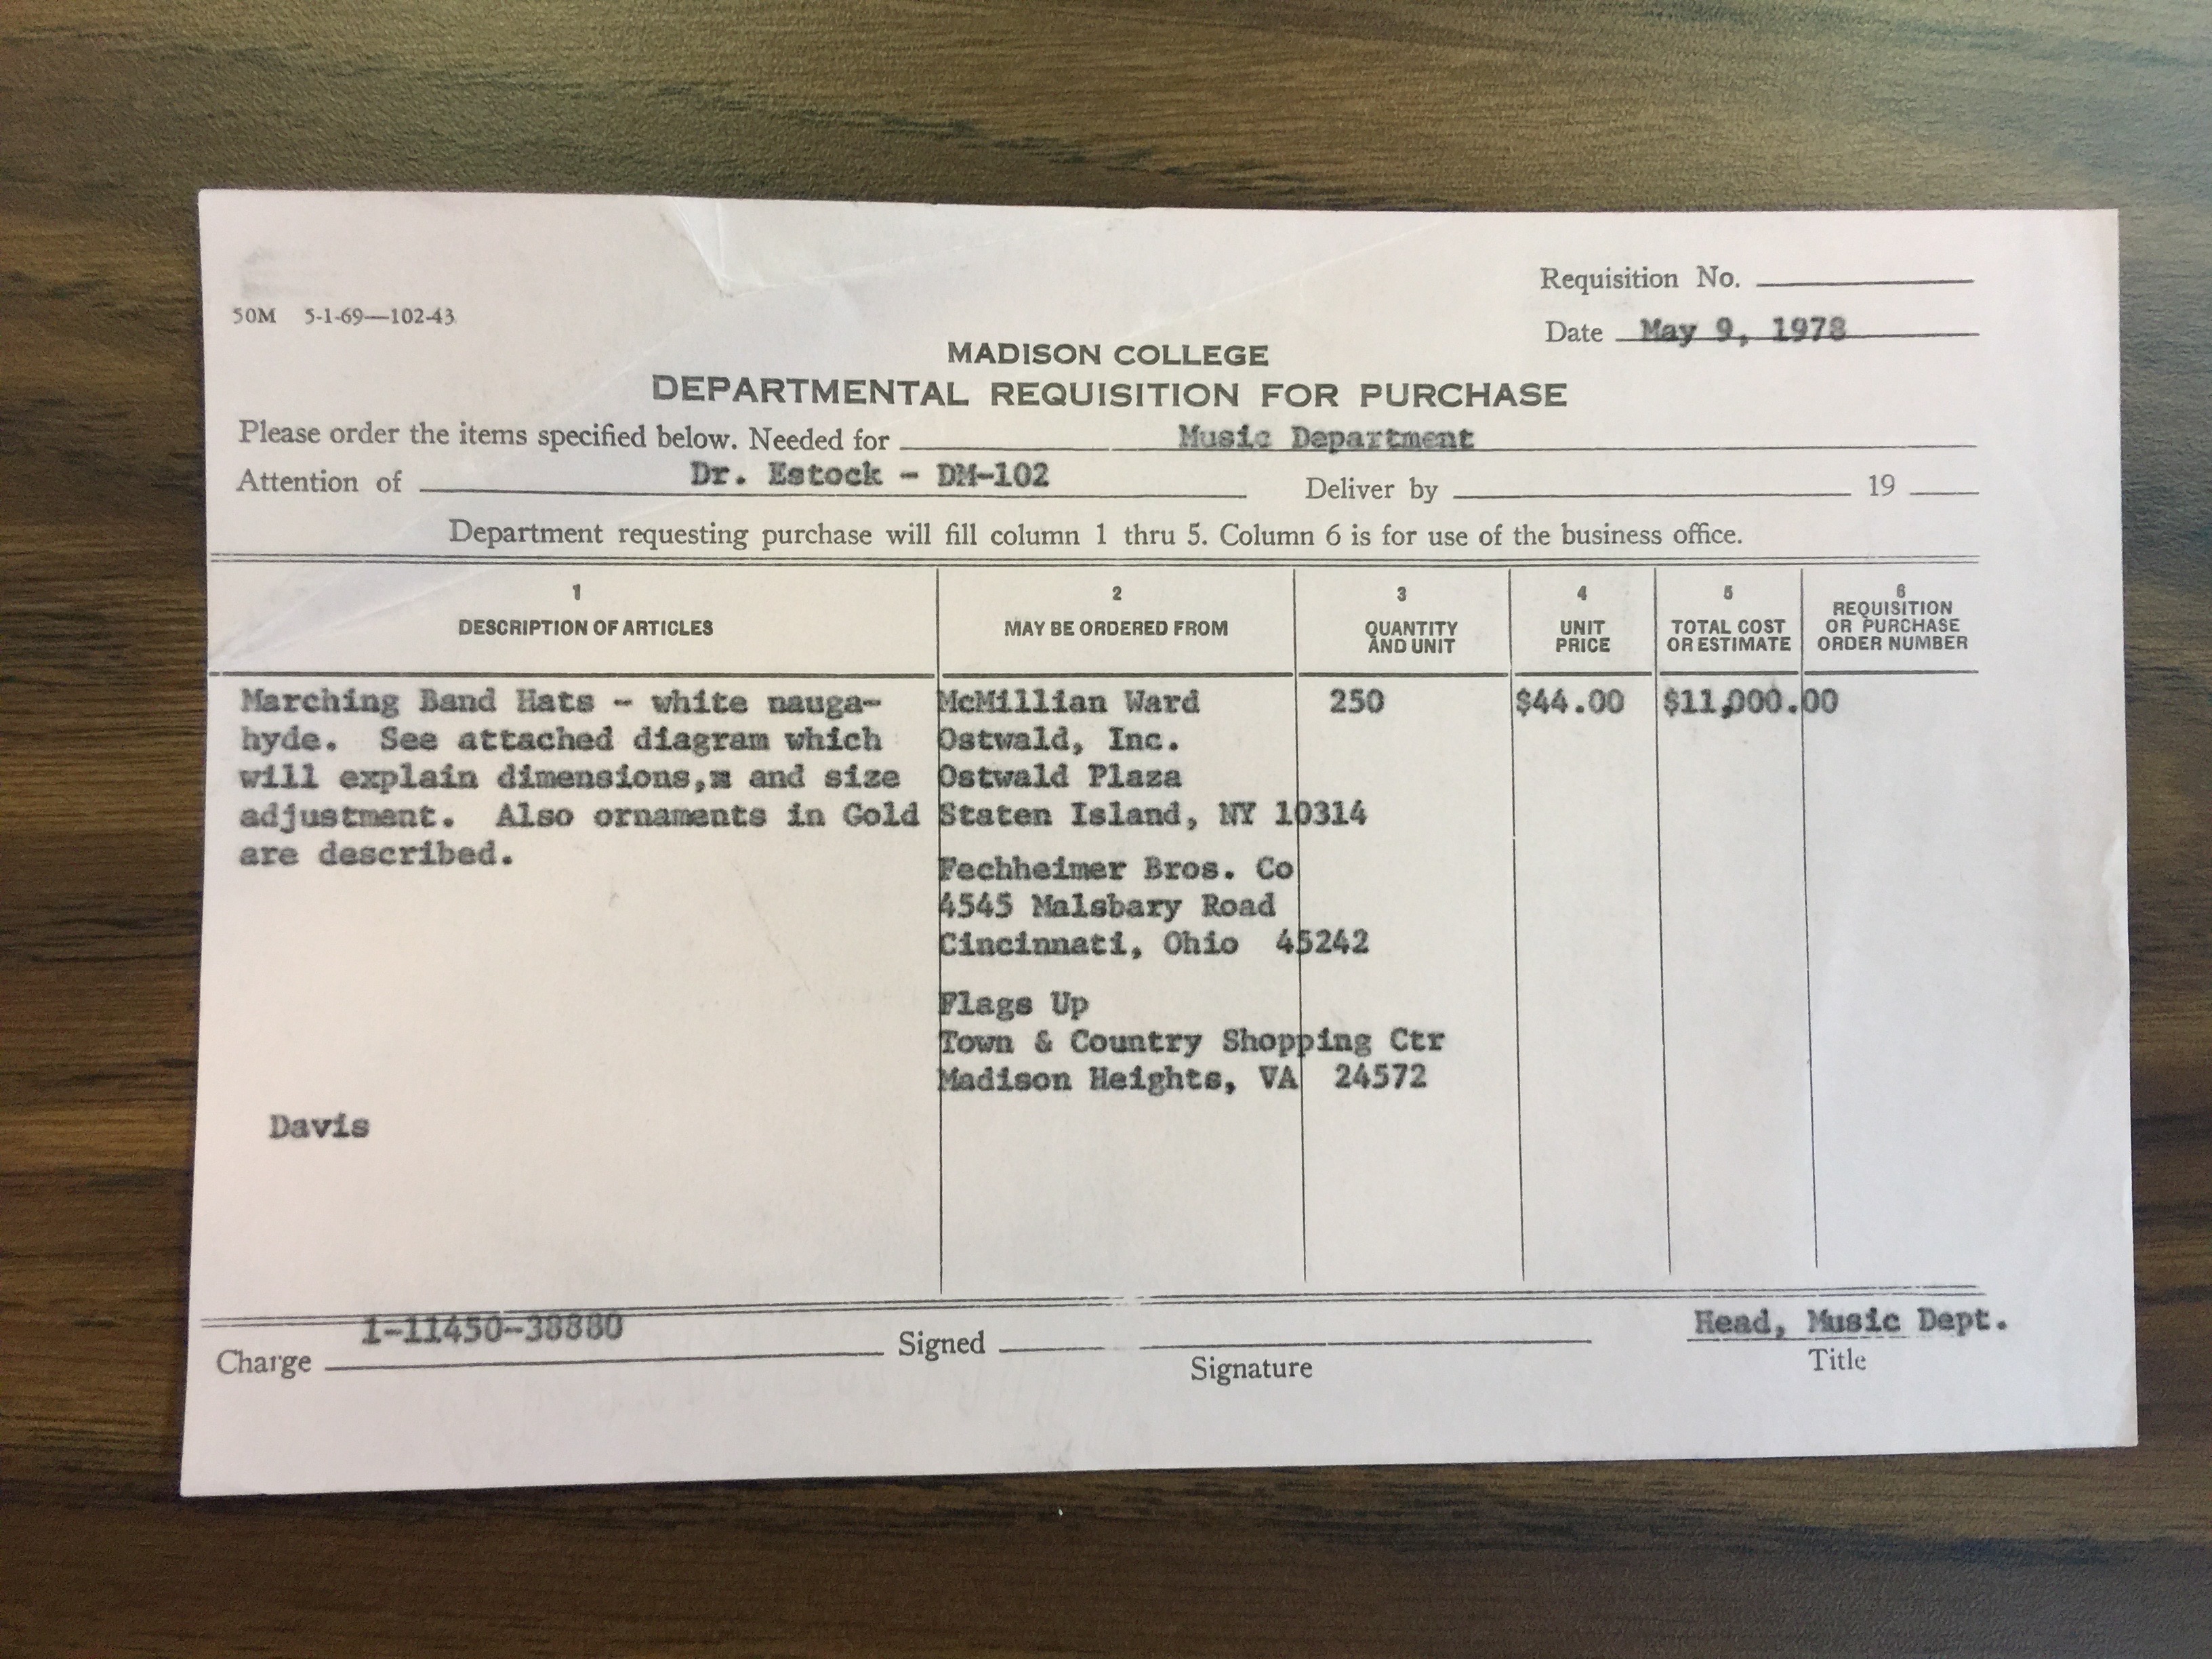 Requisition No.
50M 5-1-69—102-43
Date May 9, 1978
MADISON COLLEGE
DEPARTMENTAL REQUISITION FOR PURCHASE
Please order the items specified below. Needed for Music Department
Attention of Dr. Estock - DM-102 Deliver by 19
Department requesting purchase will fill column 1 thru 5. Column 6 is for use of the business office.
1
DESCRIPTION OF ARTICLES
2
MAY BE ORDERED FROM
3
QUANTITY
AND UNIT
4
UNIT
PRICE
5
TOTAL COST
OR ESTIMATE
6
REQUISITION
OR PURCHASE
ORDER NUMBER
Marching Band Hats - white nauga-
hyde. See attached diagram which
will explain dimensions, and size
adjustment. Also ornaments in Gold
are described.
Davis
McMillian Ward
Ostwald, Inc.
Ostwald Plaza
Staten Island, NY 10314
Fechheimer Bros. Co
4545 Malsbary Road
Cincinnati, Ohio 45242
Flags Up
Town & Country Shopping Ctr
Madison Heights, VA 24572
250
$44.00
$11,000.00
Charge 1-11450-38880
Signed
Signature
Head, Music Dept.
Title